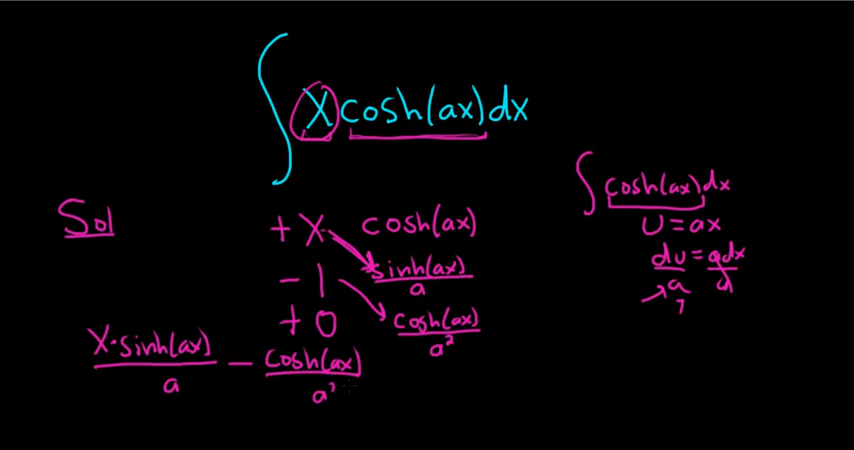 ∫ x cosh(ax) dx
Sol
+ x cosh(ax)
- 1 sinh(ax)/a
+ 0 cosh(ax)/a²
x·sinh(ax)/a - cosh(ax)/a²
∫ cosh(ax) dx
u = ax
du/a = adx/a